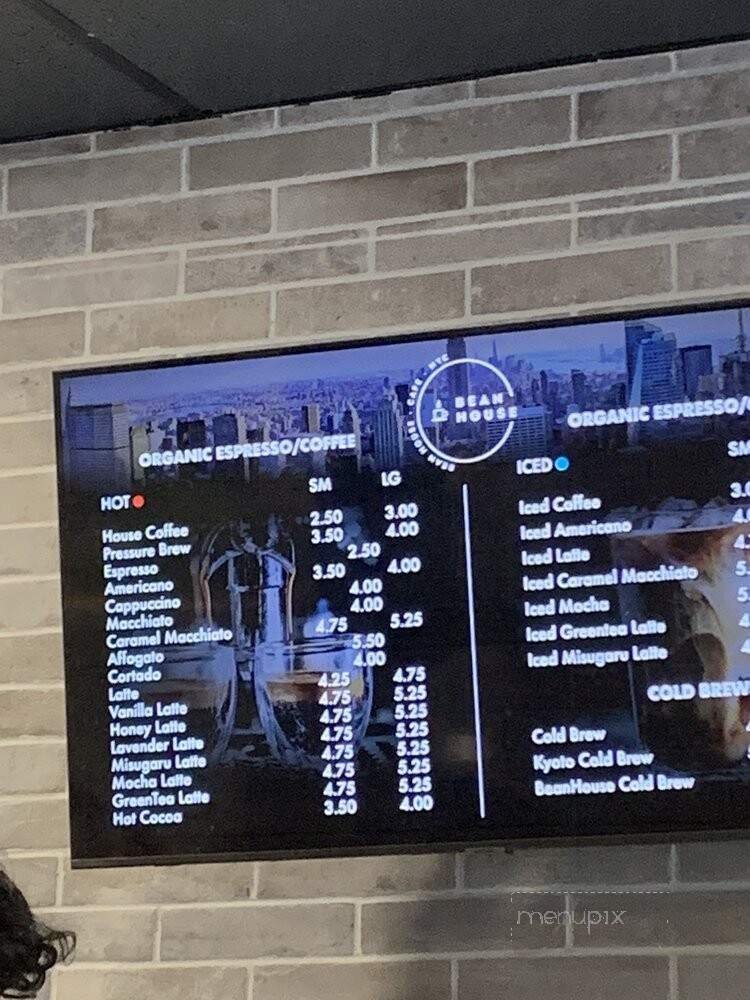 BEAN HOUSE · CAFE · NYC
BEAN HOUSE
BEAN HOUSE
ORGANIC ESPRESSO/COFFEE
SM LG
HOT
House Coffee 2.50 3.00
Pressure Brew 3.50 4.00
Espresso 2.50
Americano 3.50 4.00
Cappuccino 4.00
Macchiato 4.00
Caramel Macchiato 4.75 5.25
Affogato 5.50
Cortado 4.00
Latte 4.25 4.75
Vanilla Latte 4.75 5.25
Honey Latte 4.75 5.25
Lavender Latte 4.75 5.25
Misugaru Latte 4.75 5.25
Mocha Latte 4.75 5.25
GreenTea Latte 4.75 5.25
Hot Cocoa 3.50 4.00
ORGANIC ESPRESSO/
SM
ICED
Iced Coffee
Iced Americano
Iced Latte
Iced Caramel Macchiato
Iced Mocha
Iced Greentea Latte
Iced Misugaru Latte
COLD BREW
Cold Brew
Kyoto Cold Brew
BeanHouse Cold Brew
menupix